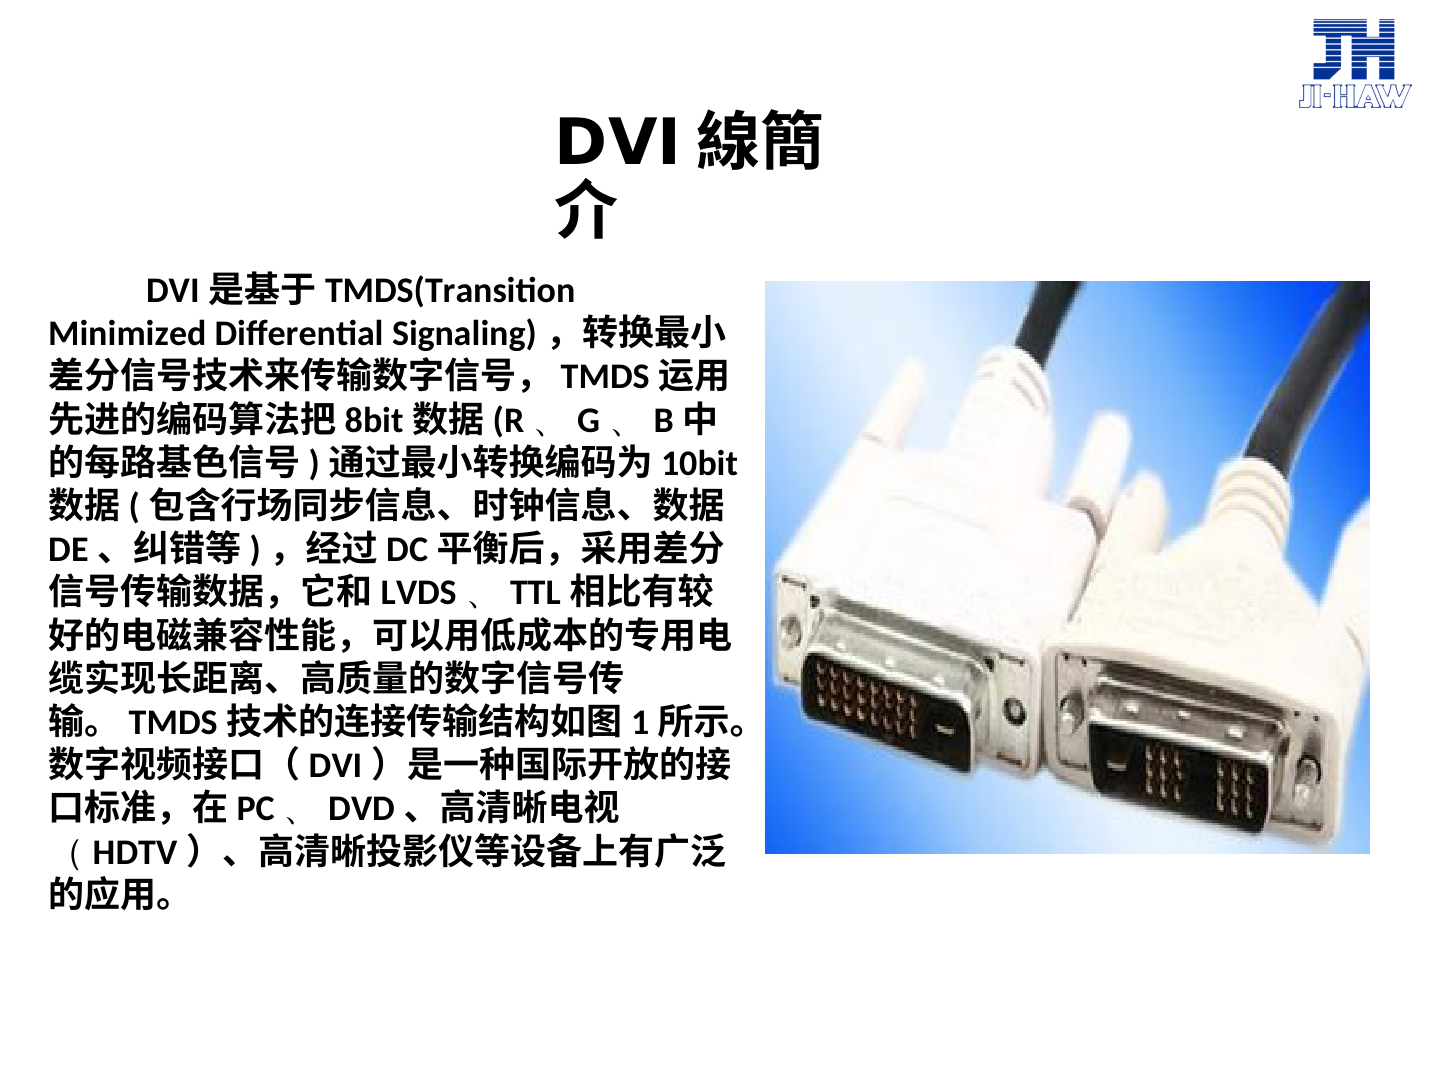 JH
JI-HAW
DVI 線簡
介
DVI 是基于 TMDS(Transition
Minimized Differential Signaling) ，转换最小
差分信号技术来传输数字信号， TMDS 运用
先进的编码算法把 8bit 数据 (R 、 G 、 B 中
的每路基色信号 ) 通过最小转换编码为 10bit
数据 ( 包含行场同步信息、时钟信息、数据
DE 、纠错等 ) ，经过 DC 平衡后，采用差分
信号传输数据，它和 LVDS 、 TTL 相比有较
好的电磁兼容性能，可以用低成本的专用电
缆实现长距离、高质量的数字信号传
输。 TMDS 技术的连接传输结构如图 1 所示。
数字视频接口（ DVI ）是一种国际开放的接
口标准，在 PC 、 DVD 、高清晰电视
（ HDTV ）、高清晰投影仪等设备上有广泛
的应用。